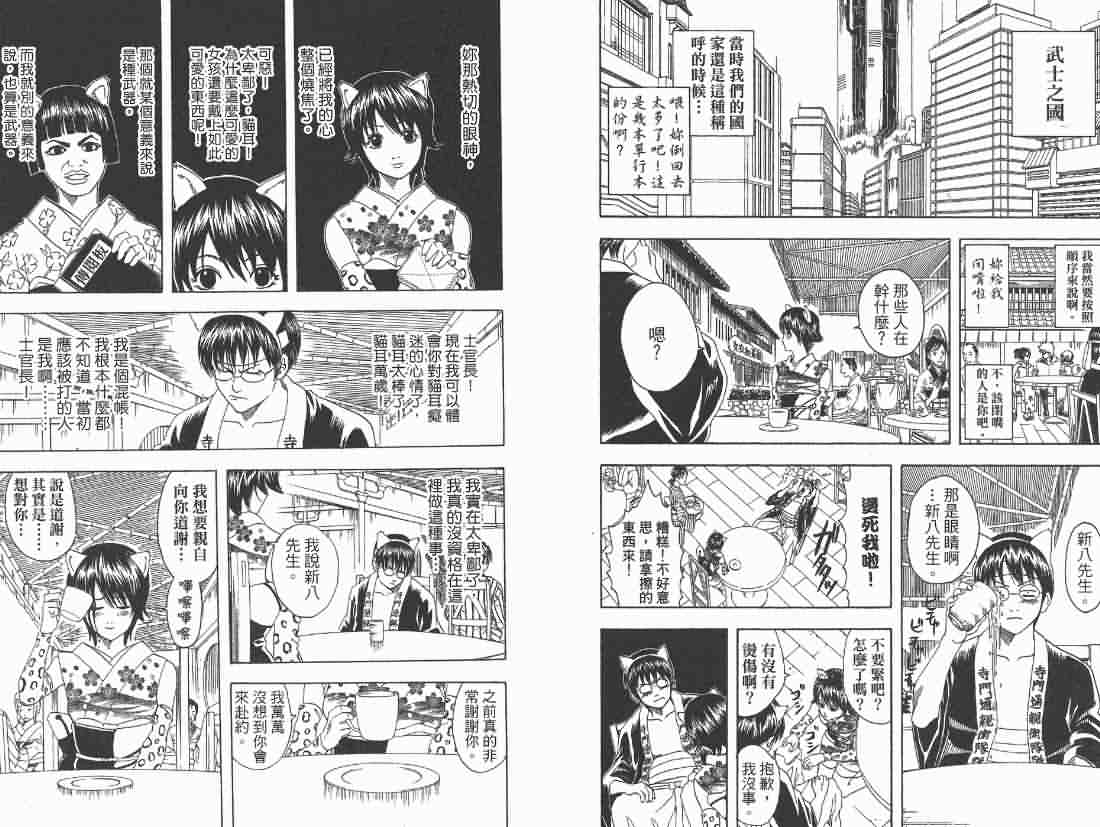 武士之國
當時我們的國
家還是這種稱
呼的時候…
喂！妳倒回去
太多了吧！這
是幾本單行本
的份啊？
我當然要按照
順序來說啊。
妳給我
閉嘴啦！
不，該閉嘴
的人是你吧。
那些人在
幹什麼？
嗯？
新八先生。
那是眼睛啊
…新八先生。
ビチャ
ビチャ
寺門通親衛隊
燙死我啦！
糟糕！不好意
思，請拿擦的
東西來！
不要緊吧？
怎麼了嗎？
有沒有
燙傷啊？
抱歉，
我沒事。
妳那熱切的眼神，
已經將我的心
整個燒焦了。
可惡！
太卑鄙了，貓耳！
為什麼這麼可愛的
女孩還要戴上如此
可愛的東西呢！
那個就某個意義來說
是種武器。
而我就別的意義來
說，也算是武器。
士官長！
現在我可以體
會你對貓耳癡
迷的心情了，
貓耳太棒了！
貓耳萬歲！
我是個混帳！
我根本什麼都
不知道，當初
應該被打的人
是我啊………
士官長！
寺
我實在太卑鄙了，
我真的沒資格在這
裡做這種事…
我說新八
先生。
我想要親自
向你道謝……
嗶嚓嗶嚓
說是道謝，
其實是……
想對你……
之前真的非
常謝謝你。
我萬萬
沒想到你會
來赴約。